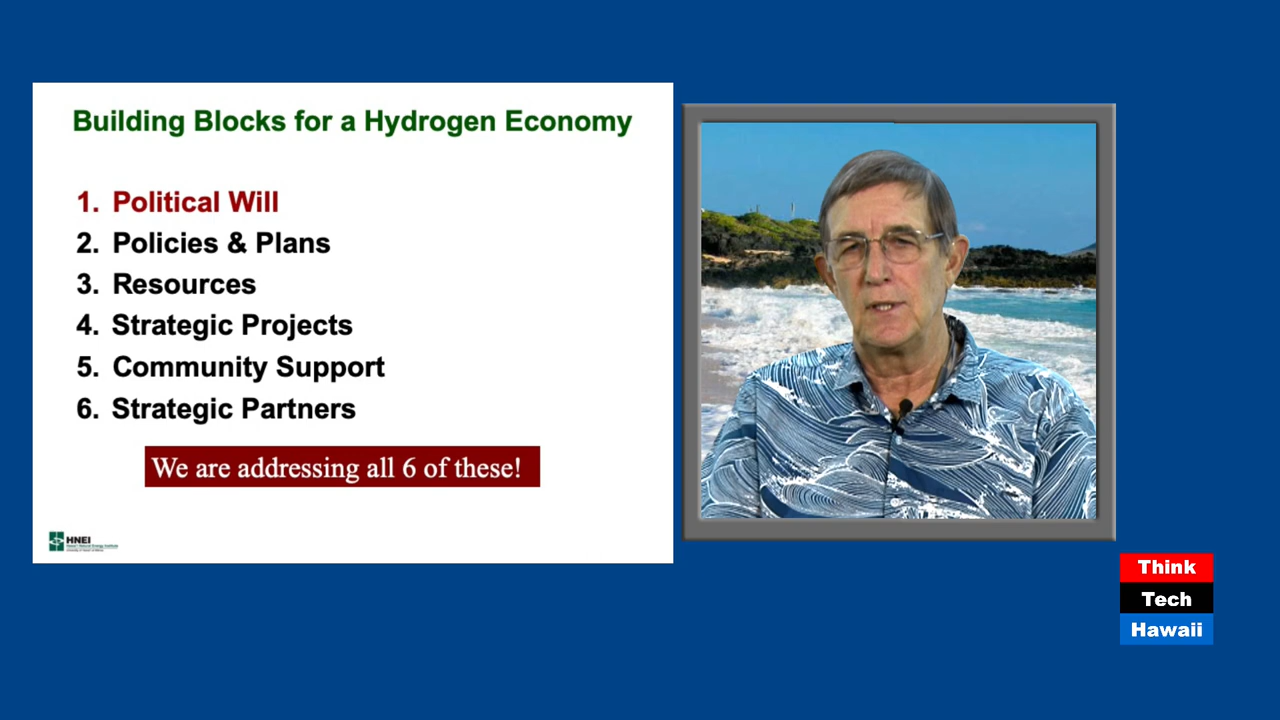 Building Blocks for a Hydrogen Economy
1. Political Will
2. Policies & Plans
3. Resources
4. Strategic Projects
5. Community Support
6. Strategic Partners
We are addressing all 6 of these!
HNEI
Think
Tech
Hawaii